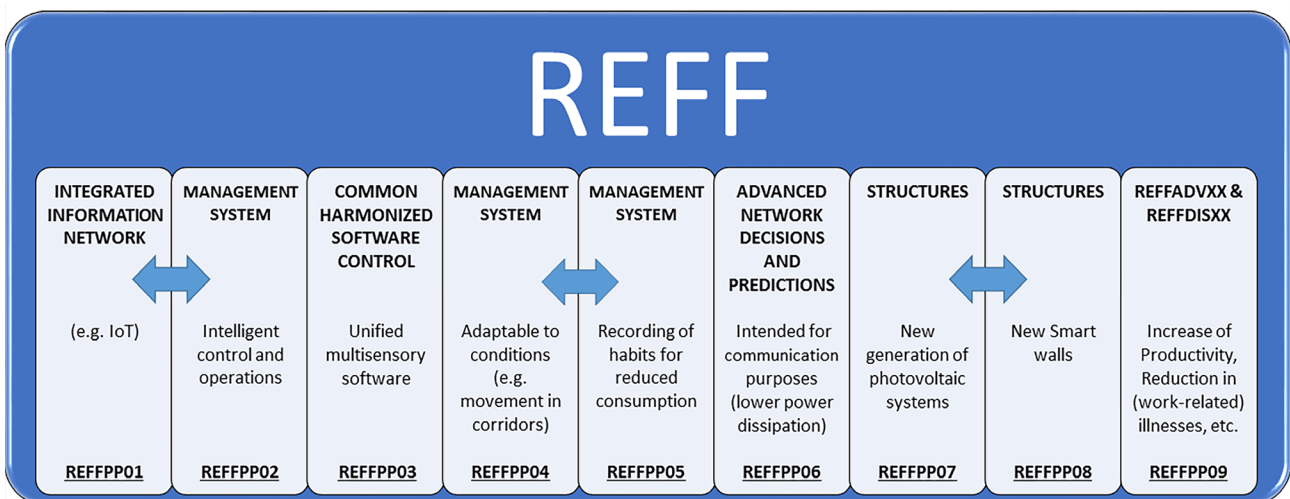 REFF
INTEGRATED
INFORMATION
NETWORK
(e.g. IoT)
REFFPP01
MANAGEMENT
SYSTEM
Intelligent
control and
operations
REFFPP02
COMMON
HARMONIZED
SOFTWARE
CONTROL
Unified
multisensory
software
REFFPP03
MANAGEMENT
SYSTEM
Adaptable to
conditions
(e.g.
movement in
corridors)
REFFPP04
MANAGEMENT
SYSTEM
Recording of
habits for
reduced
consumption
REFFPP05
ADVANCED
NETWORK
DECISIONS
AND
PREDICTIONS
Intended for
communication
purposes
(lower power
dissipation)
REFFPP06
STRUCTURES
New
generation of
photovoltaic
systems
REFFPP07
STRUCTURES
New Smart
walls
REFFPP08
REFFADVXX &
REFFDISXX
Increase of
Productivity,
Reduction in
(work-related)
illnesses, etc.
REFFPP09